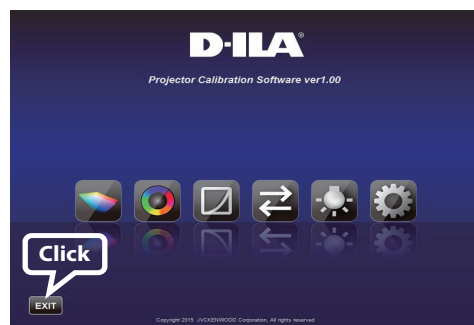 D-ILA®
Projector Calibration Software ver1.00
Click
EXIT
Copyright 2015 JVCKENWOOD Corporation, All rights reserved